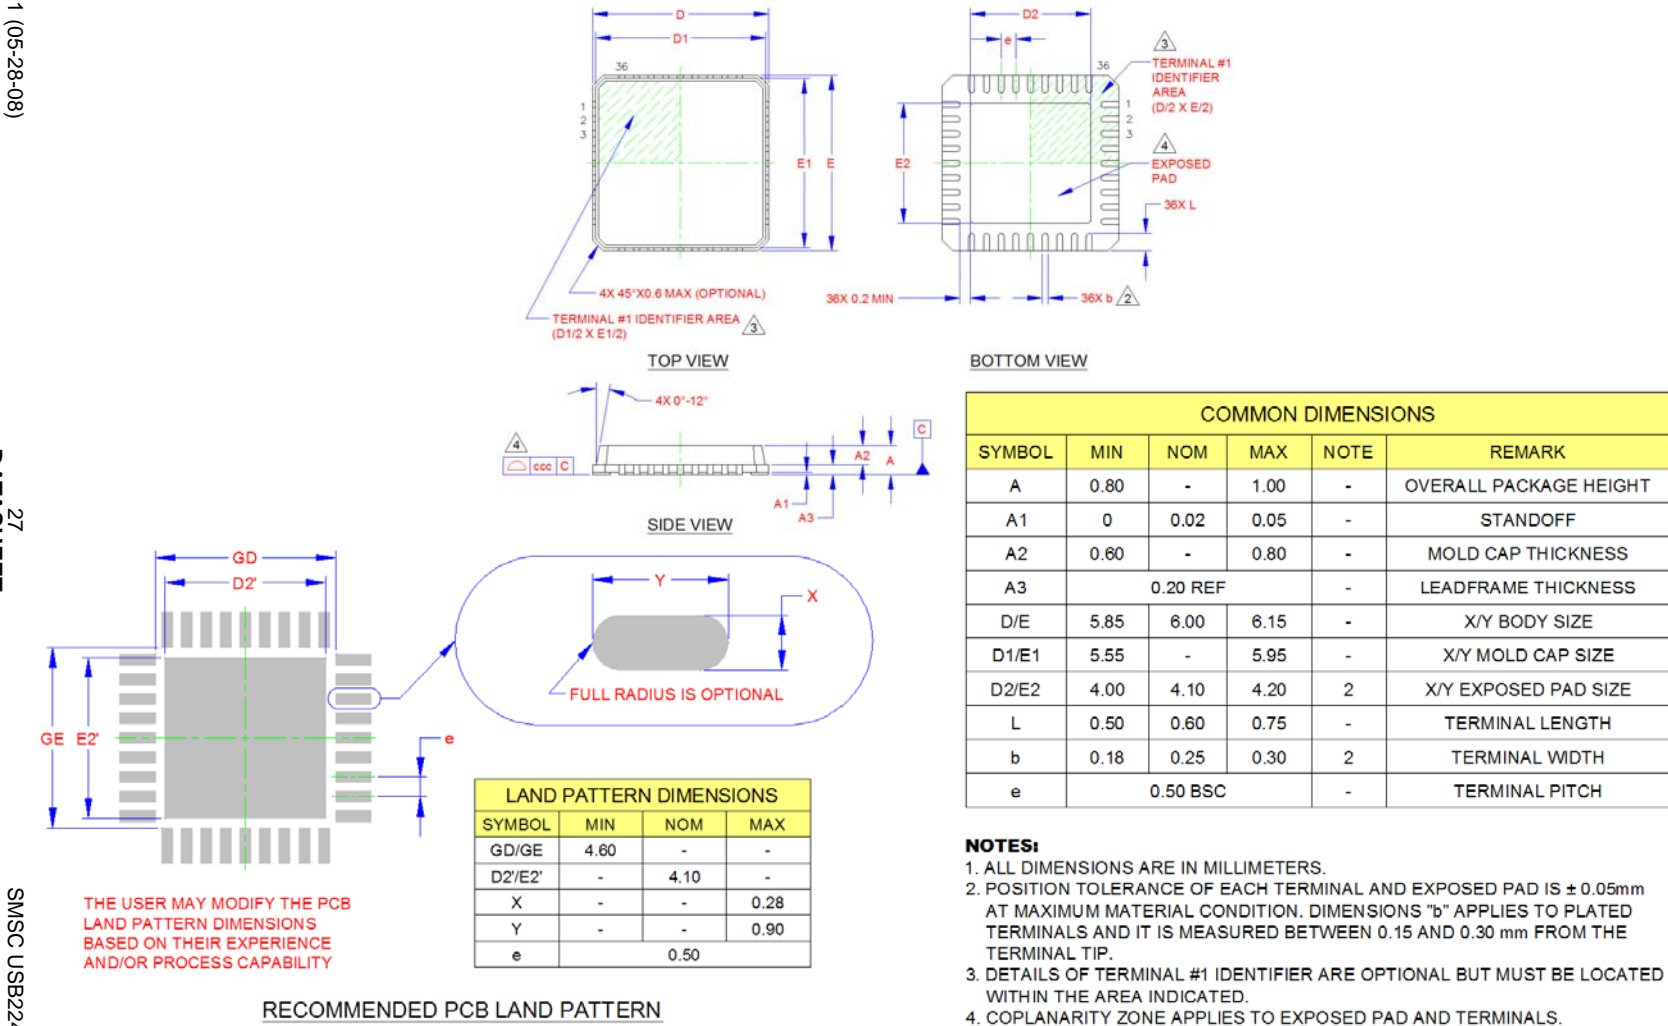 1 (05-28-08)
27
SMSC USB224
D
D1
36
1
2
3
E1
E
4X 45°X0.6 MAX (OPTIONAL)
TERMINAL #1 IDENTIFIER AREA
(D1/2 X E1/2)
3
TOP VIEW
D2
e
36
3
TERMINAL #1
IDENTIFIER
AREA
(D/2 X E/2)
1
2
3
4
EXPOSED
PAD
E2
36X L
36X 0.2 MIN
36X b
2
BOTTOM VIEW
4X 0°-12°
4
ccc C
C
A2
A
A1
A3
SIDE VIEW
COMMON DIMENSIONS
SYMBOL MIN NOM MAX NOTE REMARK
A 0.80 - 1.00 - OVERALL PACKAGE HEIGHT
A1 0 0.02 0.05 - STANDOFF
A2 0.60 - 0.80 - MOLD CAP THICKNESS
A3 0.20 REF - LEADFRAME THICKNESS
D/E 5.85 6.00 6.15 - X/Y BODY SIZE
D1/E1 5.55 - 5.95 - X/Y MOLD CAP SIZE
D2/E2 4.00 4.10 4.20 2 X/Y EXPOSED PAD SIZE
L 0.50 0.60 0.75 - TERMINAL LENGTH
b 0.18 0.25 0.30 2 TERMINAL WIDTH
e 0.50 BSC - TERMINAL PITCH
GD
D2'
GE
E2'
e
Y
X
FULL RADIUS IS OPTIONAL
LAND PATTERN DIMENSIONS
SYMBOL MIN NOM MAX
GD/GE 4.60 - -
D2'/E2' - 4.10 -
X - - 0.28
Y - - 0.90
e 0.50
THE USER MAY MODIFY THE PCB
LAND PATTERN DIMENSIONS
BASED ON THEIR EXPERIENCE
AND/OR PROCESS CAPABILITY
RECOMMENDED PCB LAND PATTERN
NOTES:
1. ALL DIMENSIONS ARE IN MILLIMETERS.
2. POSITION TOLERANCE OF EACH TERMINAL AND EXPOSED PAD IS ± 0.05mm
AT MAXIMUM MATERIAL CONDITION. DIMENSIONS "b" APPLIES TO PLATED
TERMINALS AND IT IS MEASURED BETWEEN 0.15 AND 0.30 mm FROM THE
TERMINAL TIP.
3. DETAILS OF TERMINAL #1 IDENTIFIER ARE OPTIONAL BUT MUST BE LOCATED
WITHIN THE AREA INDICATED.
4. COPLANARITY ZONE APPLIES TO EXPOSED PAD AND TERMINALS.